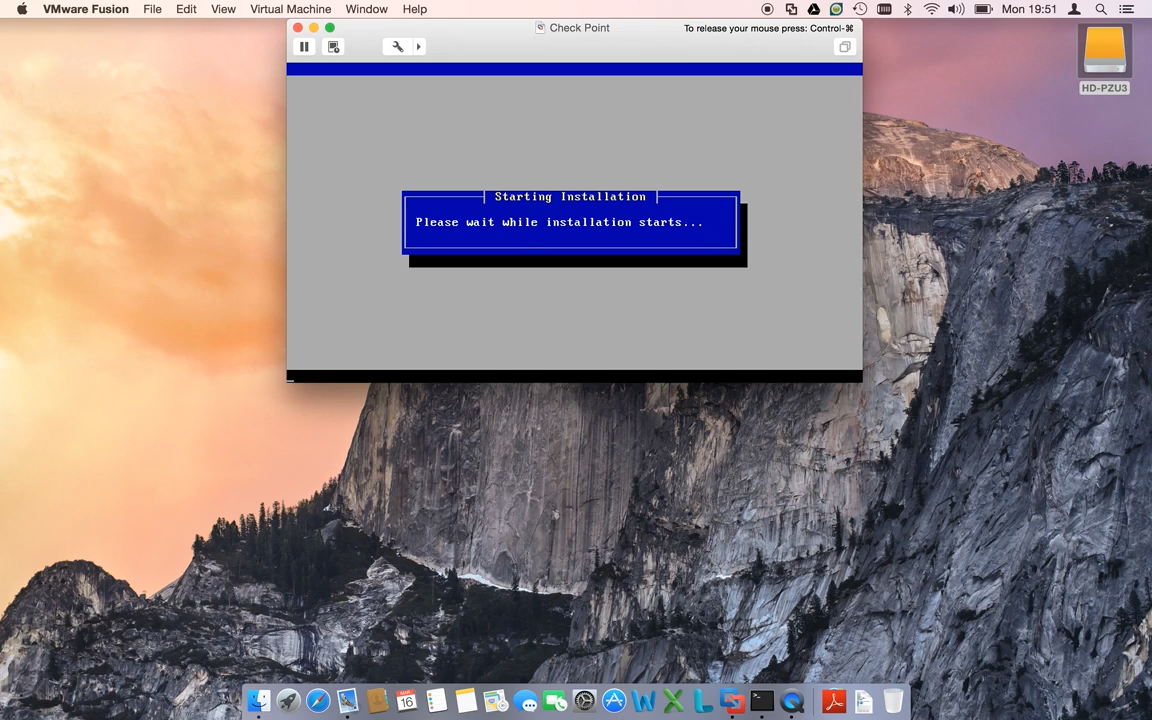 VMware Fusion File Edit View Virtual Machine Window Help Mon 19:51
Check Point To release your mouse press: Control-⌘
HD-PZU3
Starting Installation
Please wait while installation starts...
16